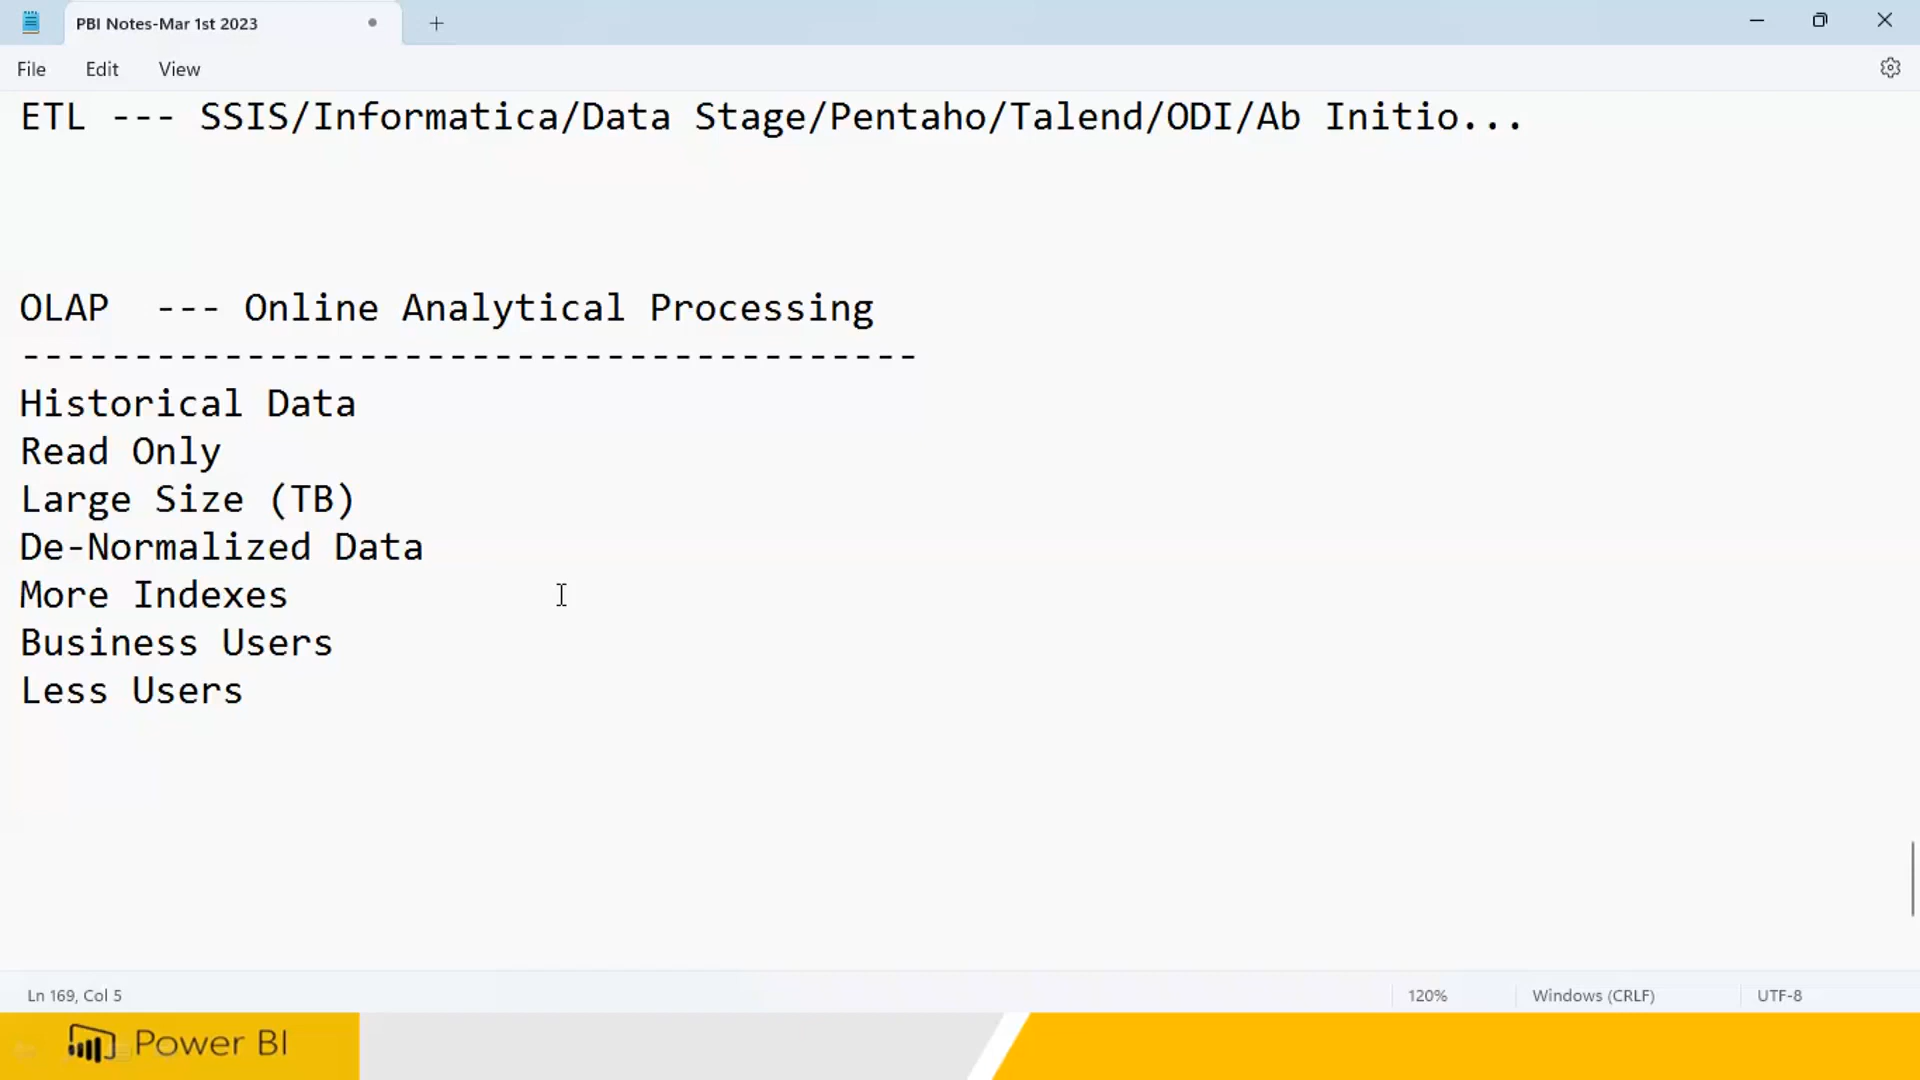 PBI Notes-Mar 1st 2023
File Edit View
ETL --- SSIS/Informatica/Data Stage/Pentaho/Talend/ODI/Ab Initio...
OLAP  --- Online Analytical Processing
----------------------------------------
Historical Data
Read Only
Large Size (TB)
De-Normalized Data
More Indexes
Business Users
Less Users
Ln 169, Col 5 120% Windows (CRLF) UTF-8
Power BI